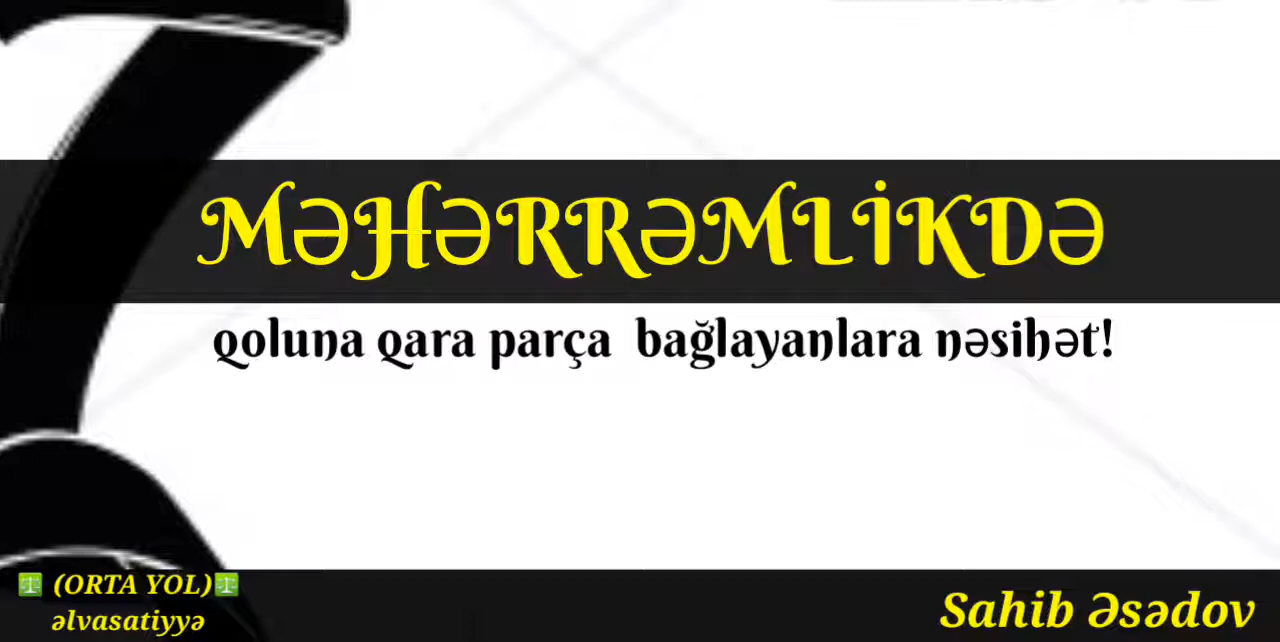 MƏHƏRRƏMLİKDƏ
qoluna qara parça bağlayanlara nəsihət!
(ORTA YOL)
əlvasatiyyə
Sahib Əsədov